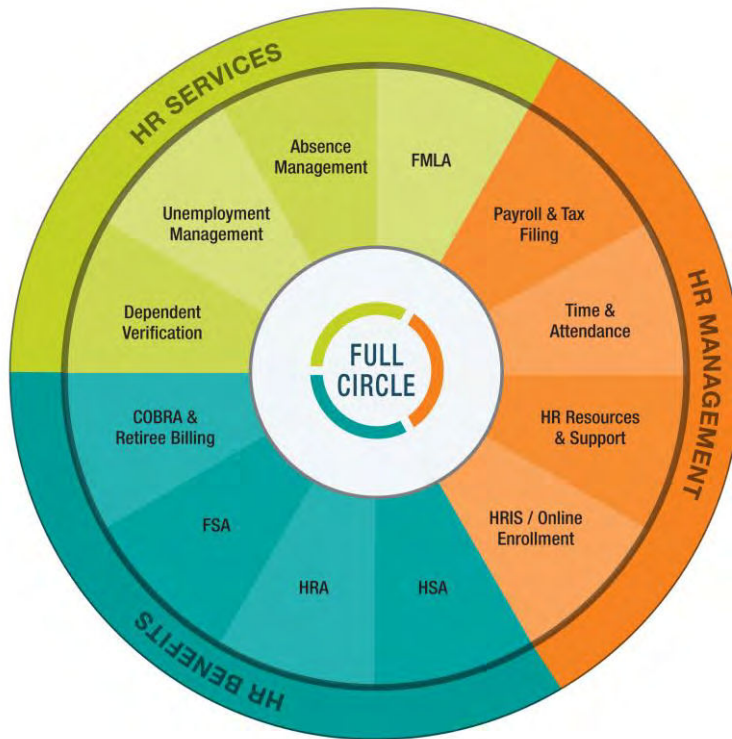 HR SERVICES
Absence
Management
FMLA
Unemployment
Management
Dependent
Verification
HR MANAGEMENT
Payroll & Tax
Filing
Time &
Attendance
HR Resources
& Support
HRIS / Online
Enrollment
FULL
CIRCLE
COBRA &
Retiree Billing
FSA
HRA
HSA
HR BENEFITS